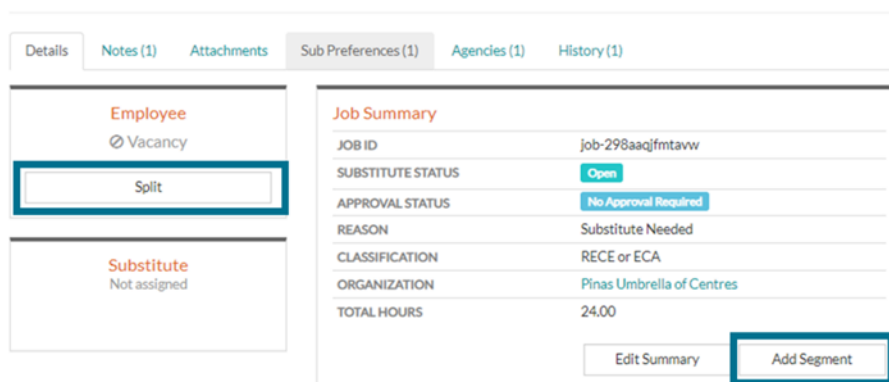 Details Notes (1) Attachments Sub Preferences (1) Agencies (1) History (1)
Employee
Vacancy
Split
Substitute
Not assigned
Job Summary
JOB ID job-298aaqjfmtavw
SUBSTITUTE STATUS Open
APPROVAL STATUS No Approval Required
REASON Substitute Needed
CLASSIFICATION RECE or ECA
ORGANIZATION Pinas Umbrella of Centres
TOTAL HOURS 24.00
Edit Summary Add Segment